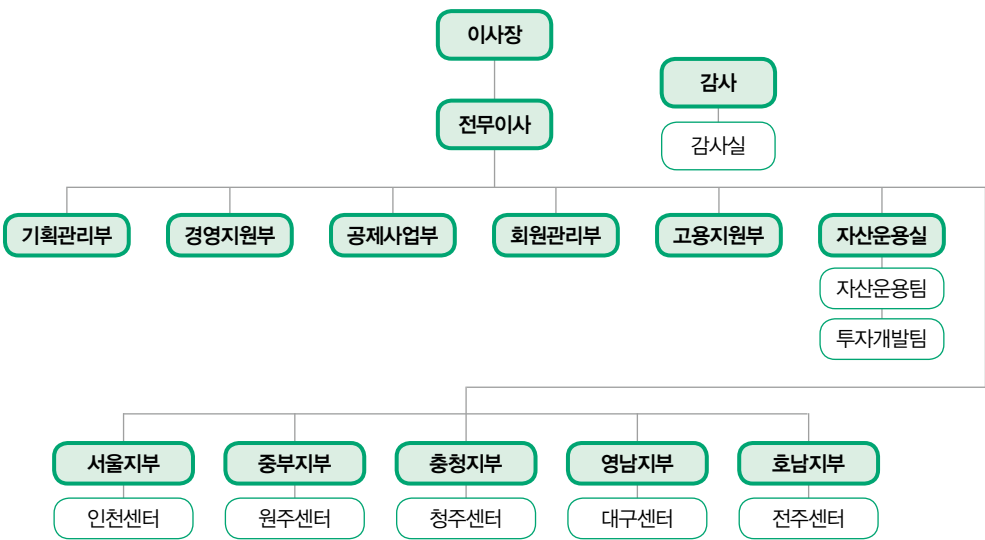 이사장
감사
전무이사
감사실
기획관리부
경영지원부
공제사업부
회원관리부
고용지원부
자산운용실
자산운용팀
투자개발팀
서울지부
중부지부
충청지부
영남지부
호남지부
인천센터
원주센터
청주센터
대구센터
전주센터